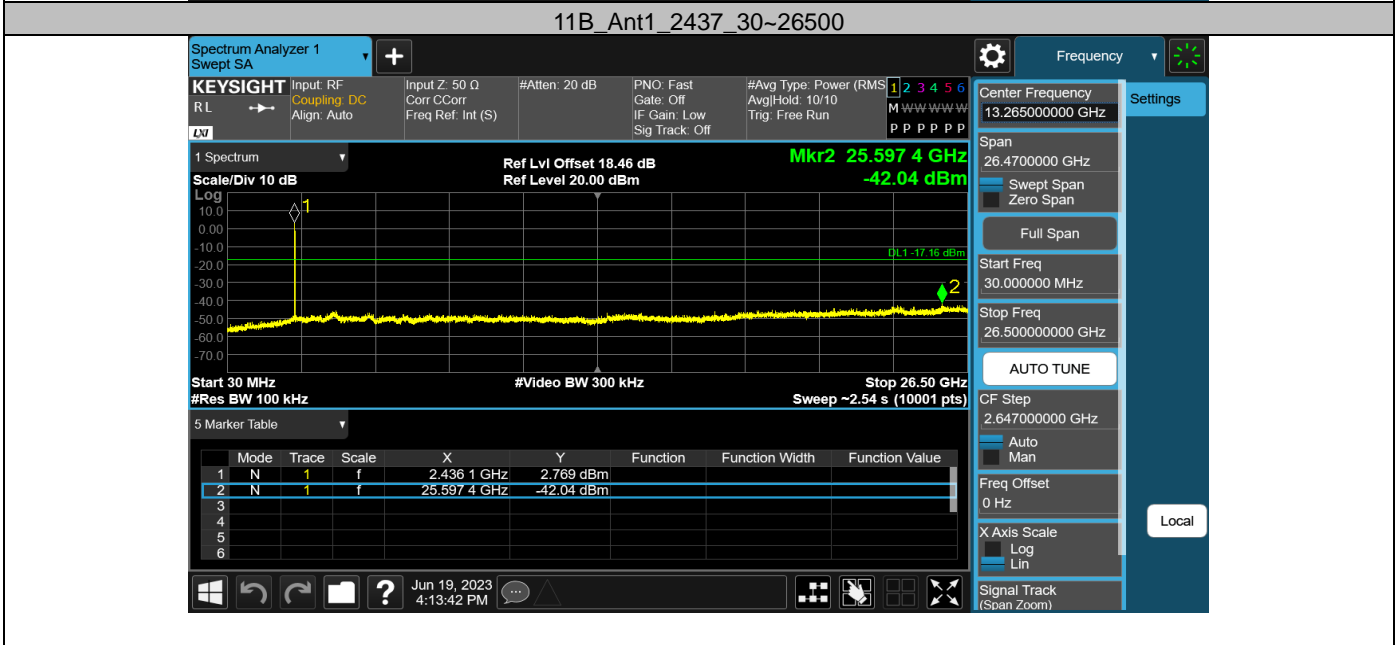 11B_Ant1_2437_30~26500
Spectrum Analyzer 1
Swept SA
+
Frequency
KEYSIGHT
RL
LXI
Input: RF
Coupling: DC
Align: Auto
Input Z: 50 Ω
Corr CCorr
Freq Ref: Int (S)
#Atten: 20 dB
PNO: Fast
Gate: Off
IF Gain: Low
Sig Track: Off
#Avg Type: Power (RMS
Avg|Hold: 10/10
Trig: Free Run
1 2 3 4 5 6
M W W W W W
P P P P P P
1 Spectrum
Scale/Div 10 dB
Ref Lvl Offset 18.46 dB
Ref Level 20.00 dBm
Mkr2 25.597 4 GHz
-42.04 dBm
Log
10.0
0.00
-10.0
-20.0
-30.0
-40.0
-50.0
-60.0
-70.0
1
DL1 -17.16 dBm
2
Start 30 MHz
#Res BW 100 kHz
#Video BW 300 kHz
Stop 26.50 GHz
Sweep ~2.54 s (10001 pts)
5 Marker Table
Mode Trace Scale X Y Function Function Width Function Value
1 N 1 f 2.436 1 GHz 2.769 dBm
2 N 1 f 25.597 4 GHz -42.04 dBm
3
4
5
6
?
Jun 19, 2023
4:13:42 PM
Center Frequency
13.265000000 GHz
Settings
Span
26.4700000 GHz
Swept Span
Zero Span
Full Span
Start Freq
30.000000 MHz
Stop Freq
26.500000000 GHz
AUTO TUNE
CF Step
2.647000000 GHz
Auto
Man
Freq Offset
0 Hz
X Axis Scale
Log
Lin
Local
Signal Track
(Span Zoom)